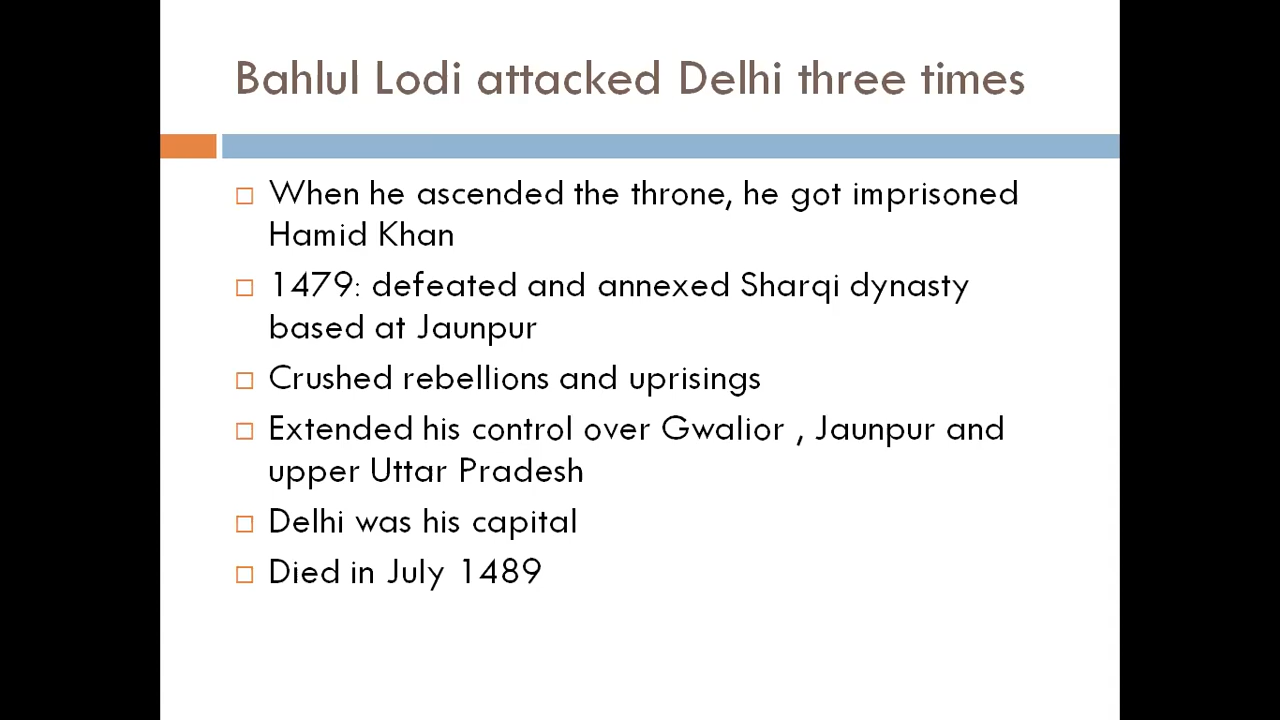 Bahlul Lodi attacked Delhi three times
When he ascended the throne, he got imprisoned
Hamid Khan
1479: defeated and annexed Sharqi dynasty
based at Jaunpur
Crushed rebellions and uprisings
Extended his control over Gwalior , Jaunpur and
upper Uttar Pradesh
Delhi was his capital
Died in July 1489